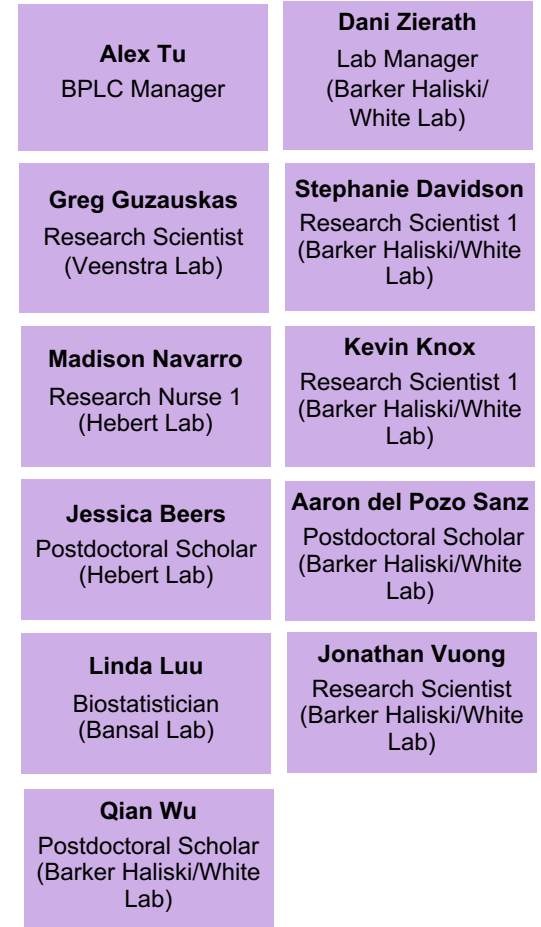 Alex Tu
BPLC Manager
Dani Zierath
Lab Manager
(Barker Haliski/
White Lab)
Greg Guzauskas
Research Scientist
(Veenstra Lab)
Stephanie Davidson
Research Scientist 1
(Barker Haliski/White
Lab)
Madison Navarro
Research Nurse 1
(Hebert Lab)
Kevin Knox
Research Scientist 1
(Barker Haliski/White
Lab)
Jessica Beers
Postdoctoral Scholar
(Hebert Lab)
Aaron del Pozo Sanz
Postdoctoral Scholar
(Barker Haliski/White
Lab)
Linda Luu
Biostatistician
(Bansal Lab)
Jonathan Vuong
Research Scientist
(Barker Haliski/White
Lab)
Qian Wu
Postdoctoral Scholar
(Barker Haliski/White
Lab)